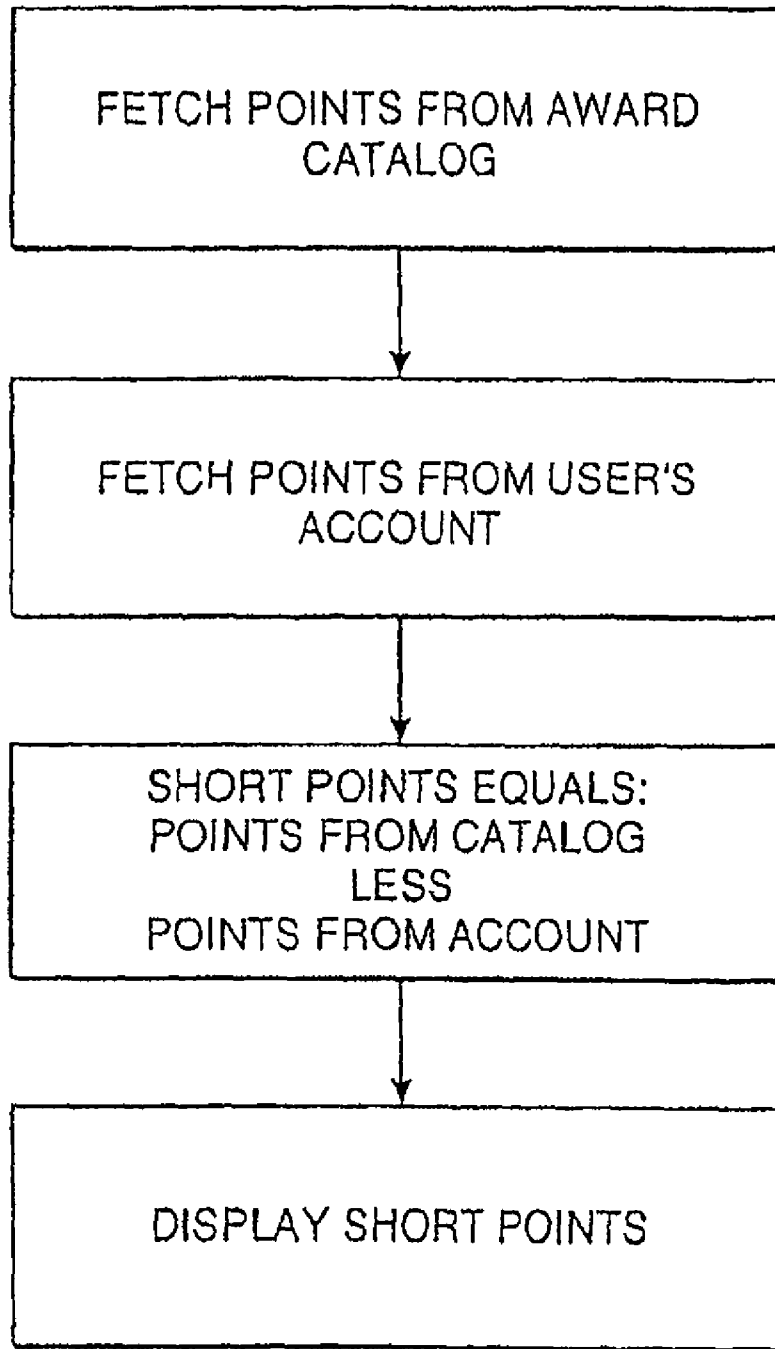 FETCH POINTS FROM AWARD
CATALOG
FETCH POINTS FROM USER'S
ACCOUNT
SHORT POINTS EQUALS:
POINTS FROM CATALOG
LESS
POINTS FROM ACCOUNT
DISPLAY SHORT POINTS